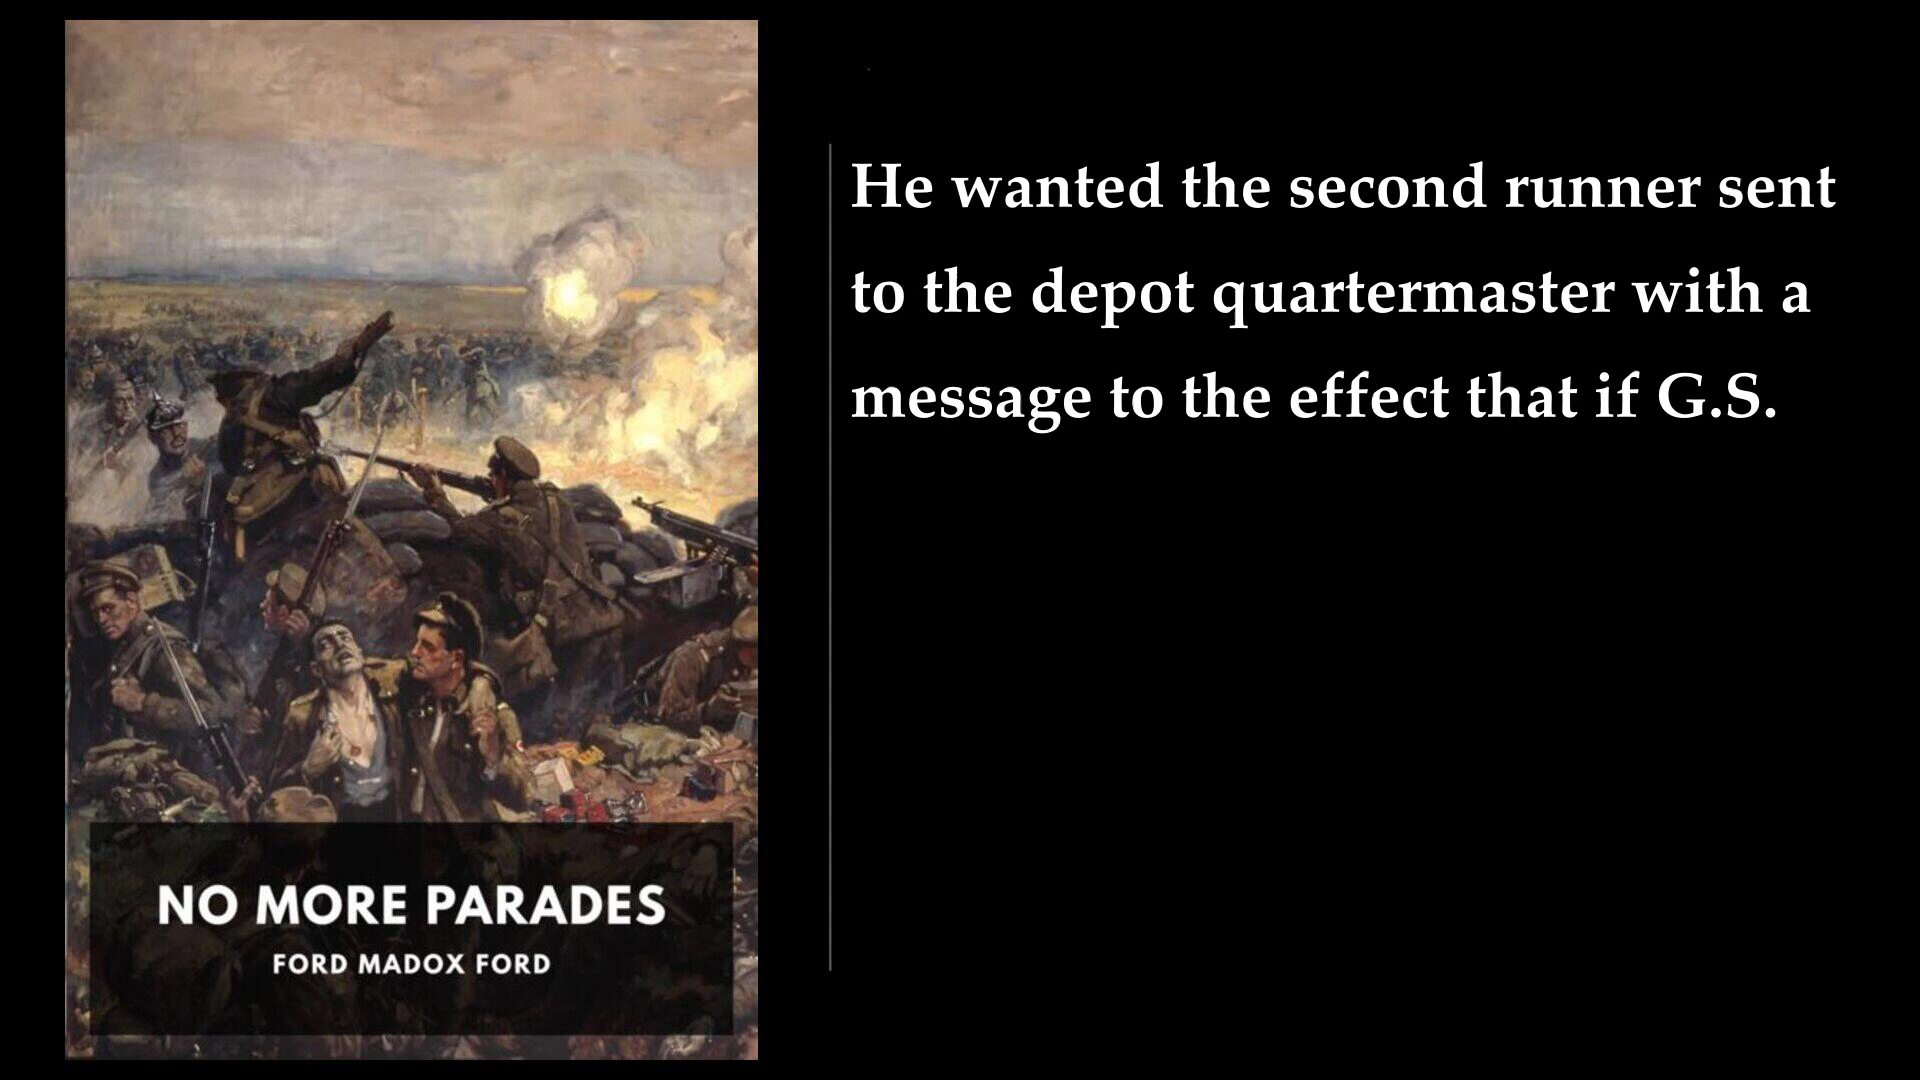 He wanted the second runner sent
to the depot quartermaster with a
message to the effect that if G.S.
NO MORE PARADES
FORD MADOX FORD